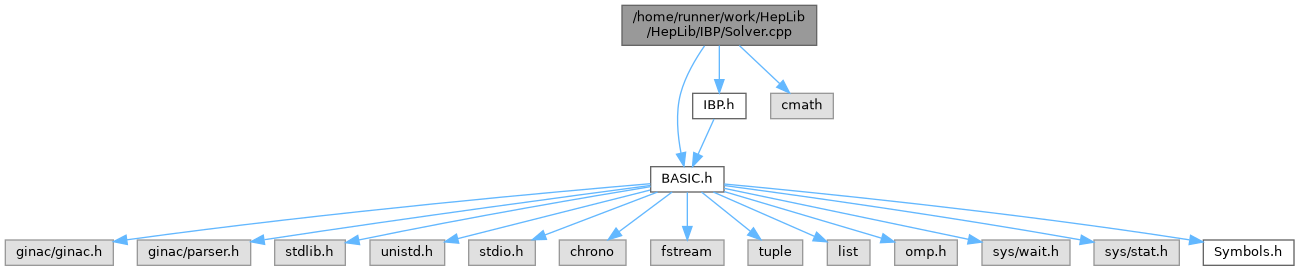 /home/runner/work/HepLib
/HepLib/IBP/Solver.cpp
IBP.h
cmath
BASIC.h
ginac/ginac.h
ginac/parser.h
stdlib.h
unistd.h
stdio.h
chrono
fstream
tuple
list
omp.h
sys/wait.h
sys/stat.h
Symbols.h